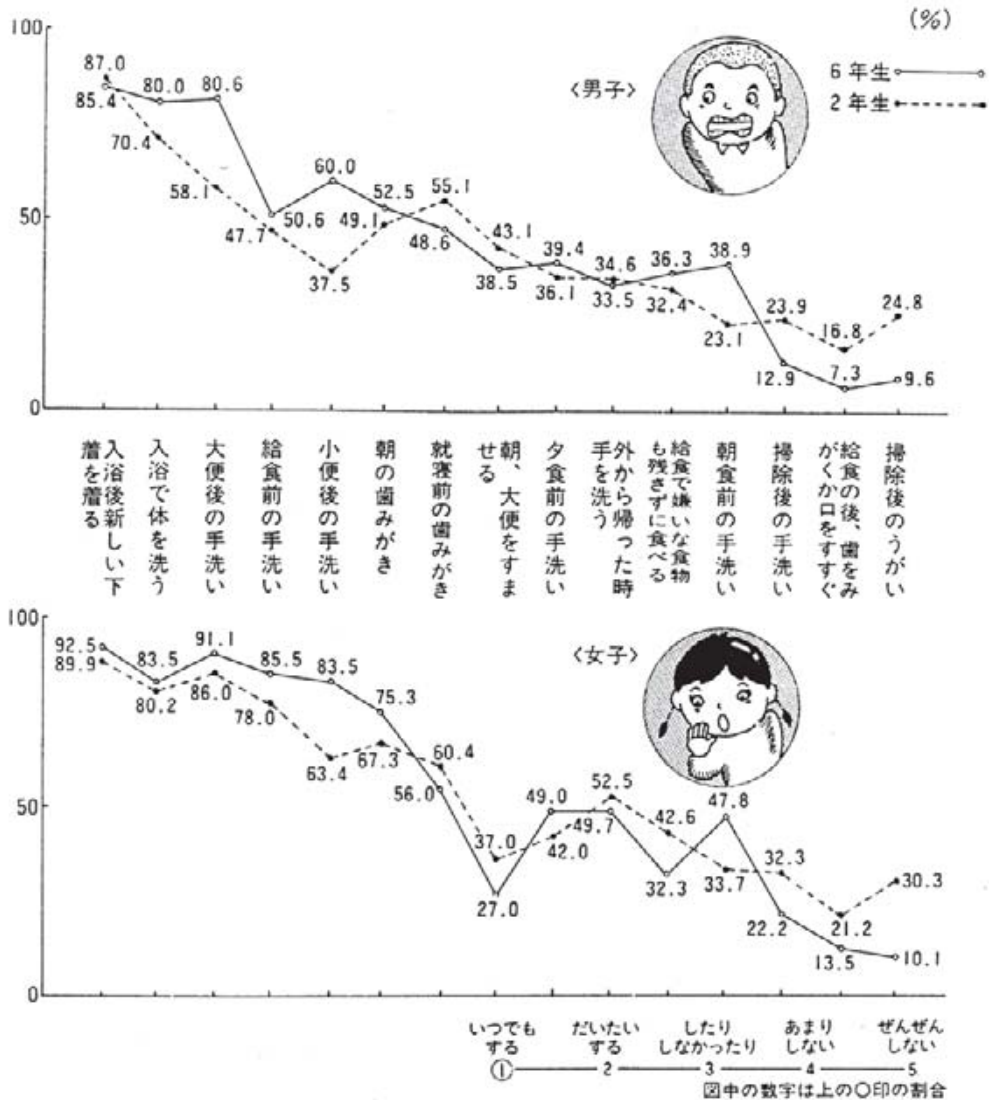 (%)
100
50
0
〈男子〉
6年生
2年生
87.0
85.4
80.0
70.4
80.6
58.1
50.6
47.7
60.0
37.5
52.5
49.1
55.1
48.6
43.1
38.5
39.4
36.1
34.6
33.5
36.3
32.4
38.9
23.1
23.9
12.9
16.8
7.3
24.8
9.6
入浴後新しい下
着を着る
入浴で体を洗う
大便後の手洗い
給食前の手洗い
小便後の手洗い
朝の歯みがき
就寝前の歯みがき
朝、大便をすま
せる
夕食前の手洗い
外から帰った時
手を洗う
給食で嫌いな食物
も残さずに食べる
朝食前の手洗い
掃除後の手洗い
給食の後、歯をみ
がくか口をすすぐ
掃除後のうがい
100
50
0
〈女子〉
92.5
89.9
83.5
80.2
91.1
86.0
85.5
78.0
83.5
63.4
75.3
67.3
60.4
56.0
37.0
27.0
49.0
42.0
52.5
49.7
42.6
32.3
47.8
33.7
32.3
22.2
21.2
13.5
30.3
10.1
いつでも
する
だいたい
する
したり
しなかったり
あまり
しない
ぜんぜん
しない
①
2
3
4
5
図中の数字は上の〇印の割合